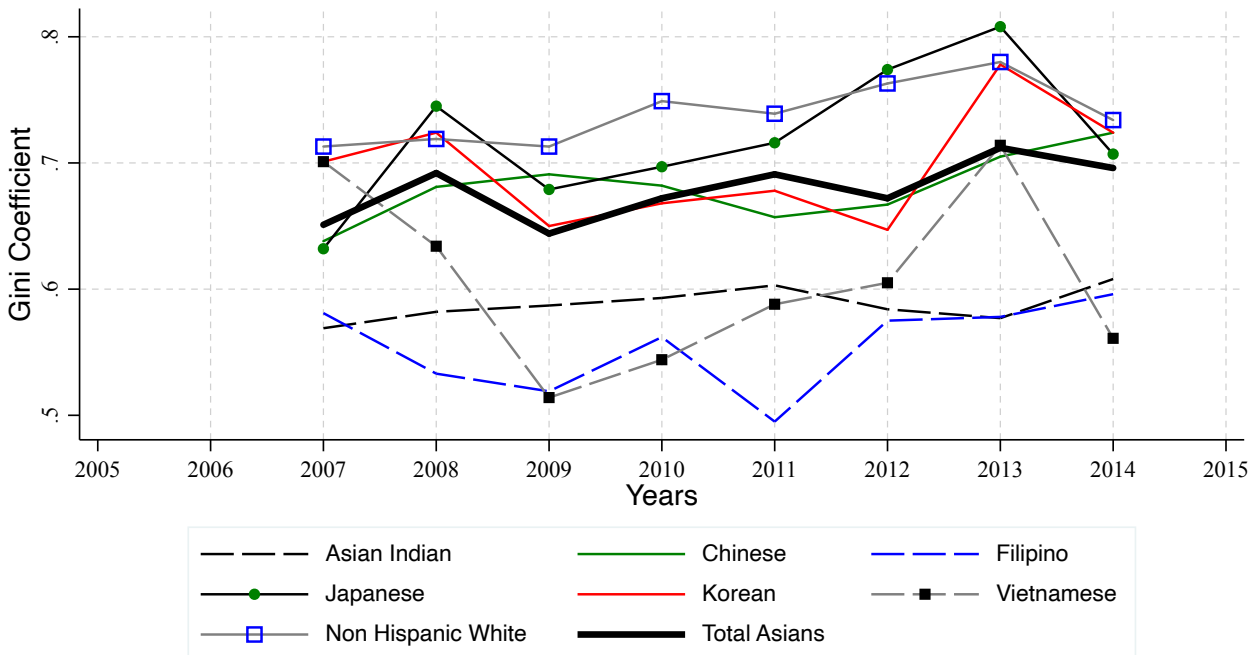 .8
.7
.6
.5
Gini Coefficient
2005 2006 2007 2008 2009 2010 2011 2012 2013 2014 2015
Years
Asian Indian Chinese Filipino
Japanese Korean Vietnamese
Non Hispanic White Total Asians